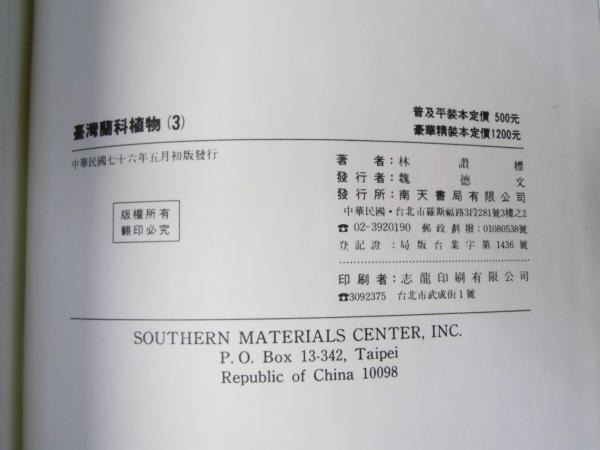 臺灣蘭科植物(3)
中華民國七十六年五月初版發行
版權所有
翻印必究
普及平裝本定價 500元
豪華精裝本定價1200元
著者:林讚標
發行者:魏德文
發行所:南天書局有限公司
中華民國・台北市羅斯福路3段281號3樓之2
☎ 02-3920190 郵政劃撥:01080538號
登記證:局版台業字第1436號
印刷者:志龍印刷有限公司
☎3092375 台北市武成街1號
SOUTHERN MATERIALS CENTER, INC.
P. O. Box 13-342, Taipei
Republic of China 10098